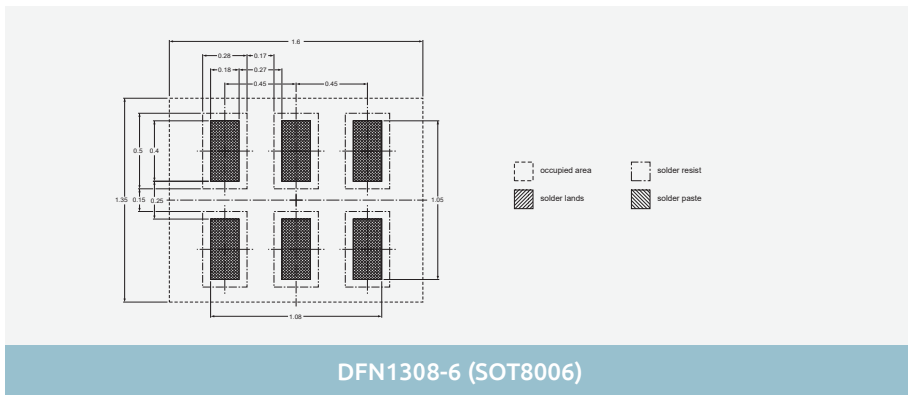 1.6
0.28 0.17
0.18 0.27
0.45 0.45
0.5 0.4
1.35 0.15 0.25 1.05
1.08
occupied area solder resist
solder lands solder paste
DFN1308-6 (SOT8006)